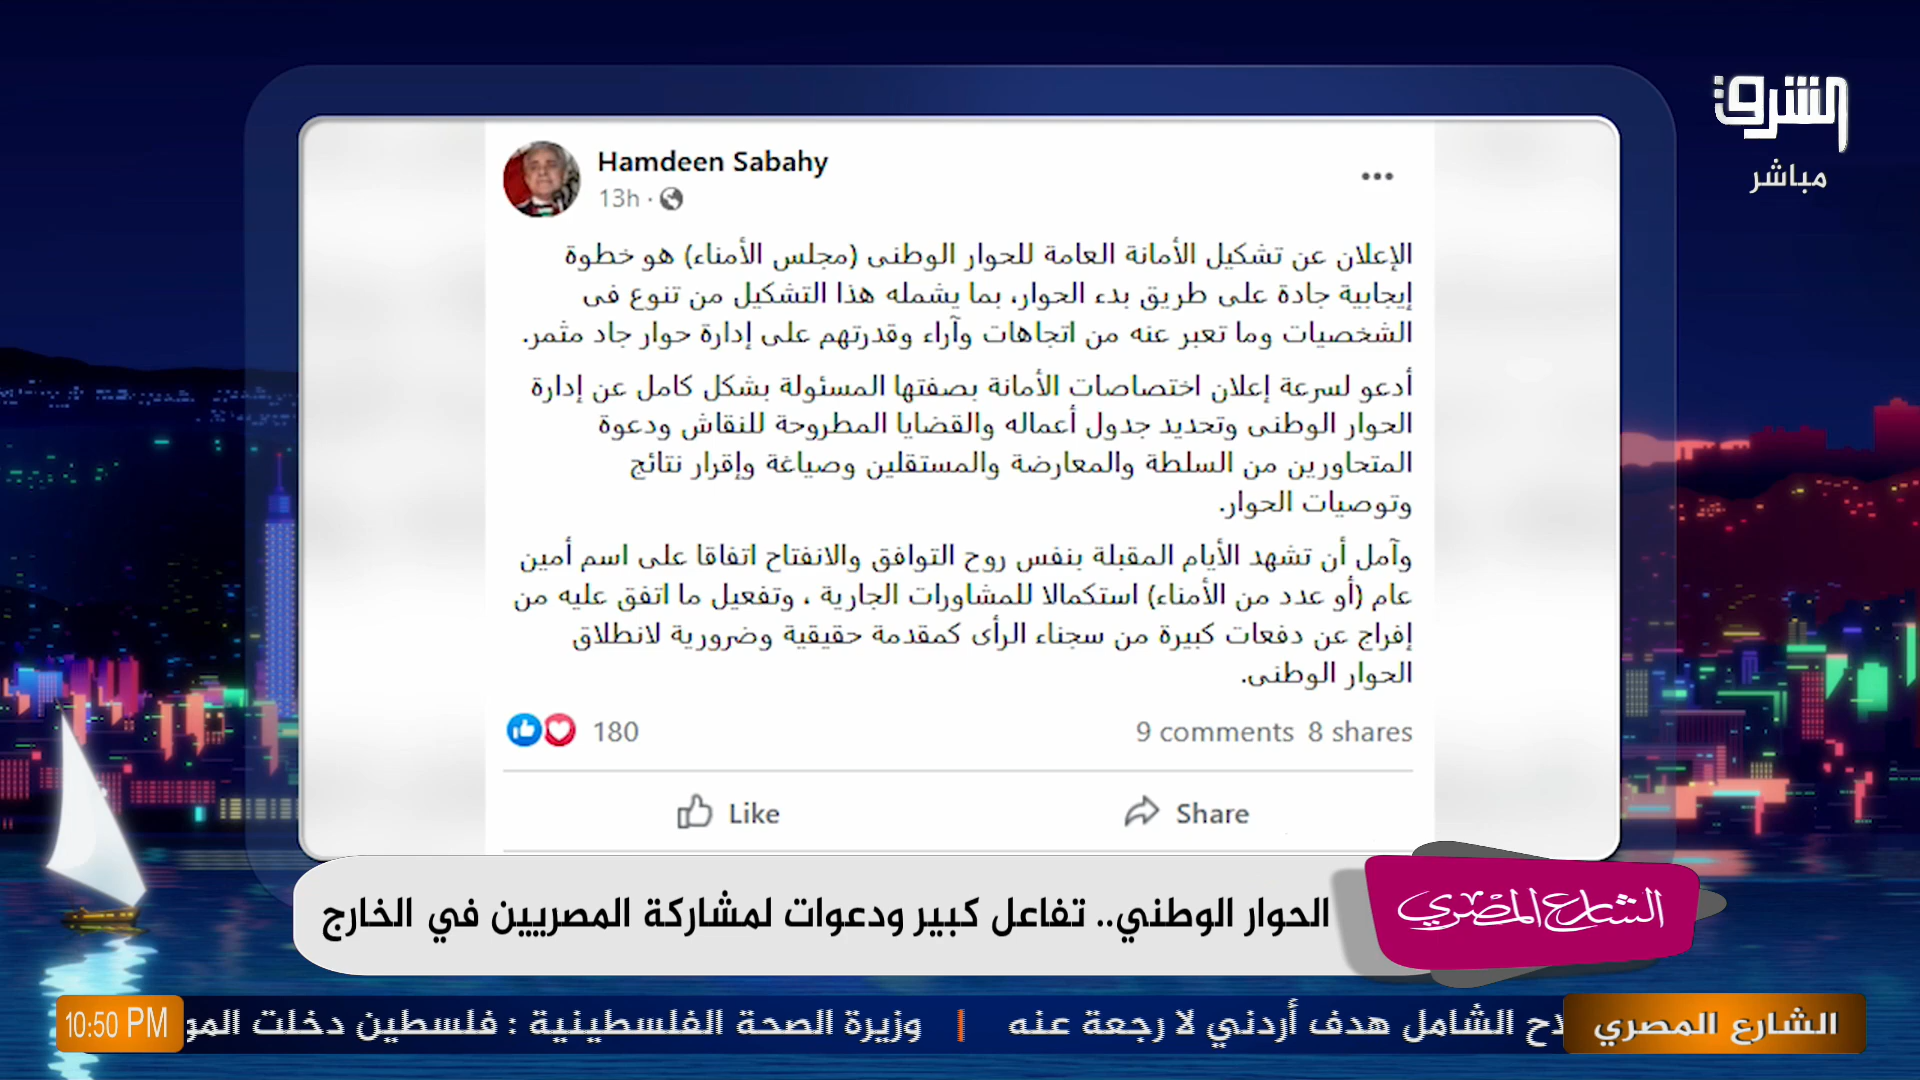 الشرق
مباشر
Hamdeen Sabahy
13h
الإعلان عن تشكيل الأمانة العامة للحوار الوطنى (مجلس الأمناء) هو خطوة
إيجابية جادة على طريق بدء الحوار، بما يشمله هذا التشكيل من تنوع فى
الشخصيات وما تعبر عنه من اتجاهات وآراء وقدرتهم على إدارة حوار جاد مثمر.
أدعو لسرعة إعلان اختصاصات الأمانة بصفتها المسئولة بشكل كامل عن إدارة
الحوار الوطنى وتحديد جدول أعماله والقضايا المطروحة للنقاش ودعوة
المتحاورين من السلطة والمعارضة والمستقلين وصياغة وإقرار نتائج
وتوصيات الحوار.
وآمل أن تشهد الأيام المقبلة بنفس روح التوافق والانفتاح اتفاقا على اسم أمين
عام (أو عدد من الأمناء) استكمالا للمشاورات الجارية ، وتفعيل ما اتفق عليه من
إفراج عن دفعات كبيرة من سجناء الرأى كمقدمة حقيقية وضرورية لانطلاق
الحوار الوطنى.
180
9 comments 8 shares
Like
Share
الشارع المصري
الحوار الوطني.. تفاعل كبير ودعوات لمشاركة المصريين في الخارج
الشارع المصري
الشامل هدف أردني لا رجعة عنه | وزيرة الصحة الفلسطينية : فلسطين دخلت
10:50 PM